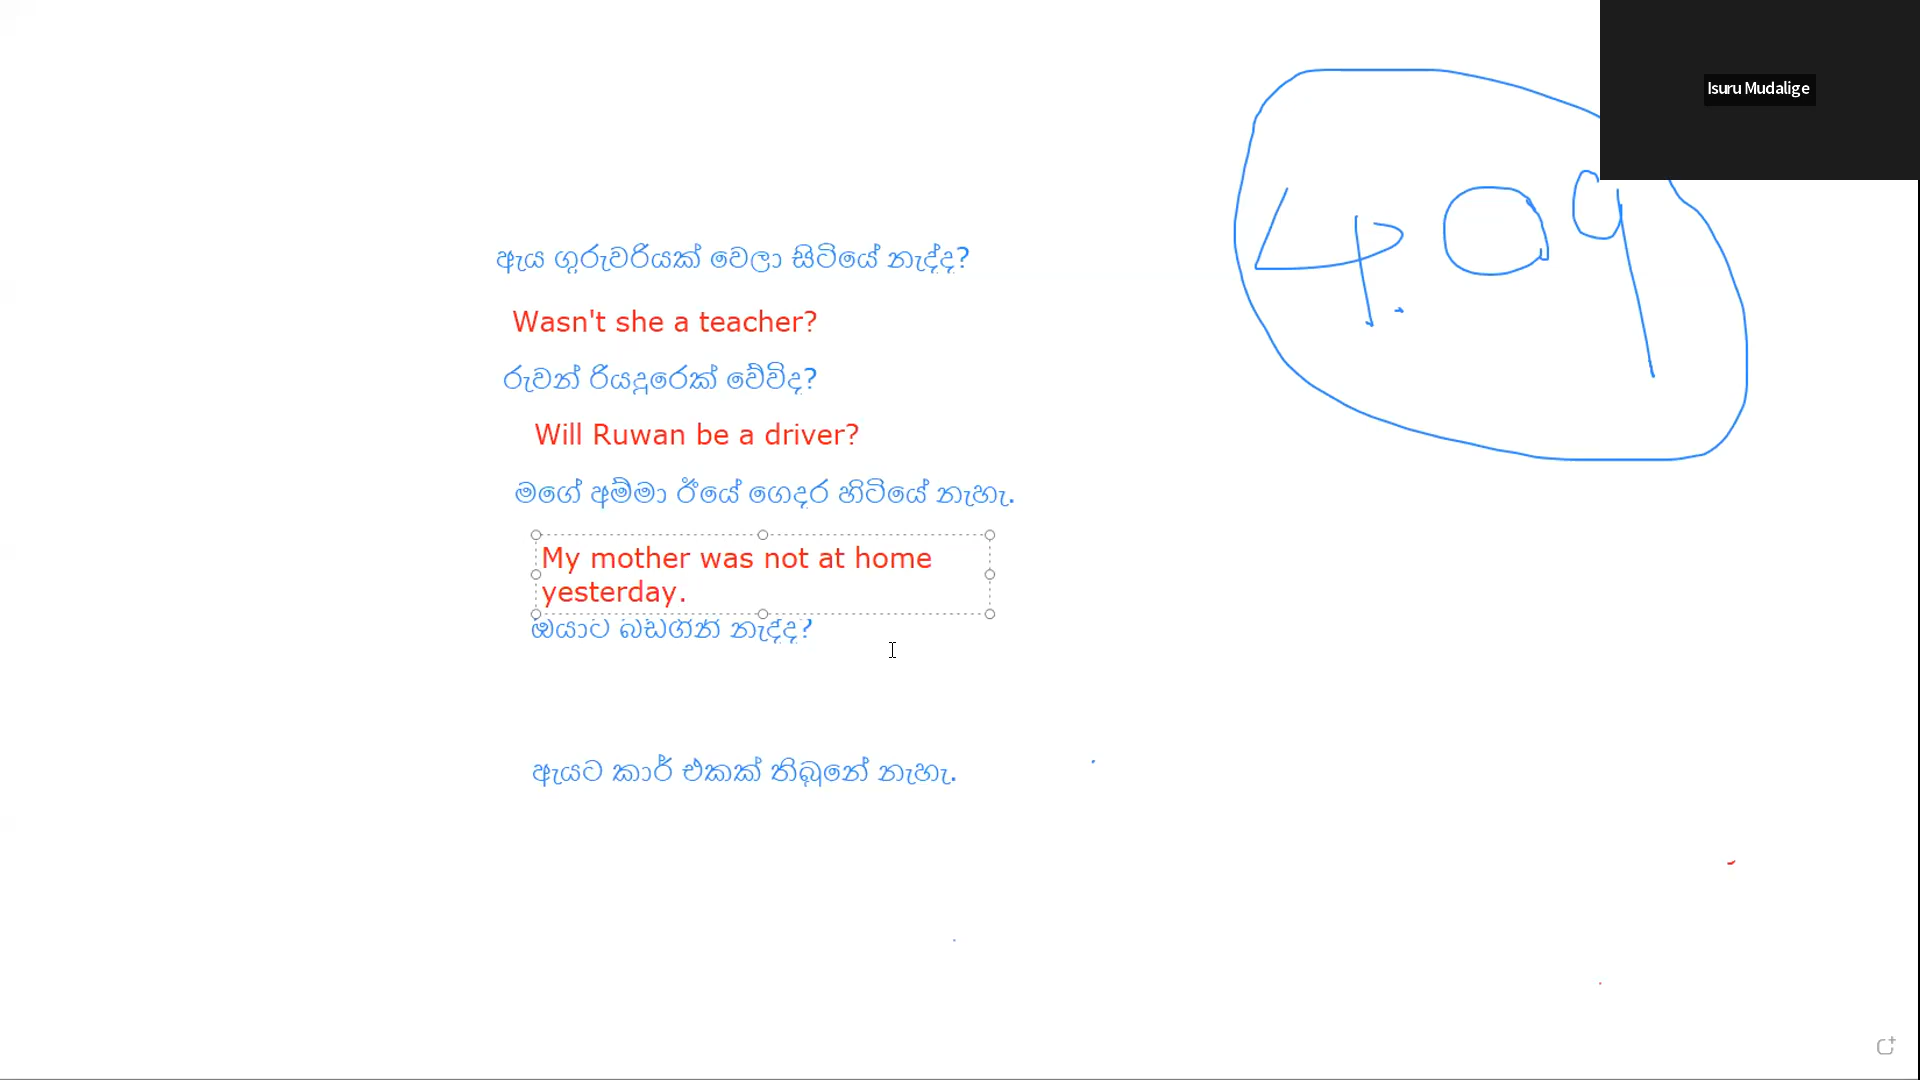 Isuru Mudalige
4.09
ඇය ගුරුවරියක් වෙලා සිටියේ නැද්ද?
Wasn't she a teacher?
රුවන් රියදුරෙක් වේවිද?
Will Ruwan be a driver?
මගේ අම්මා ඊයේ ගෙදර හිටියේ නැහැ.
My mother was not at home
yesterday.
ඔයාට බඩගිනි නැද්ද?
ඇයට කාර් එකක් තිබුනේ නැහැ.